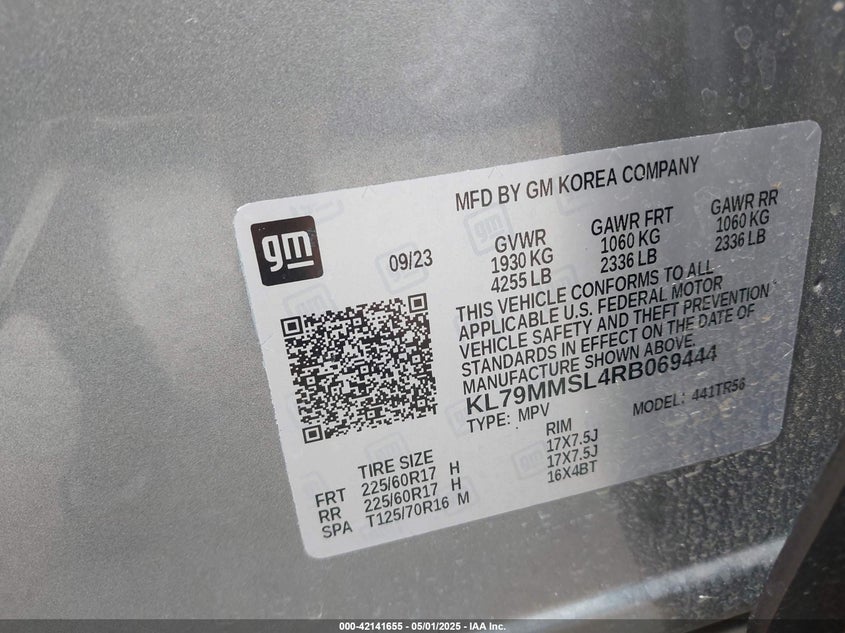 MFD BY GM KOREA COMPANY
gm
09/23
GVWR
1930 KG
4255 LB
GAWR FRT
1060 KG
2336 LB
GAWR RR
1060 KG
2336 LB
THIS VEHICLE CONFORMS TO ALL
APPLICABLE U.S. FEDERAL MOTOR
VEHICLE SAFETY AND THEFT PREVENTION
STANDARDS IN EFFECT ON THE DATE OF
MANUFACTURE SHOWN ABOVE.
KL79MMSL4RB069444
TYPE: MPV
MODEL: 441TR56
TIRE SIZE
RIM
FRT 225/60R17 H 17X7.5J
RR 225/60R17 H 17X7.5J
SPA T125/70R16 M 16X4BT
000-42141655 - 05/01/2025 - IAA Inc.